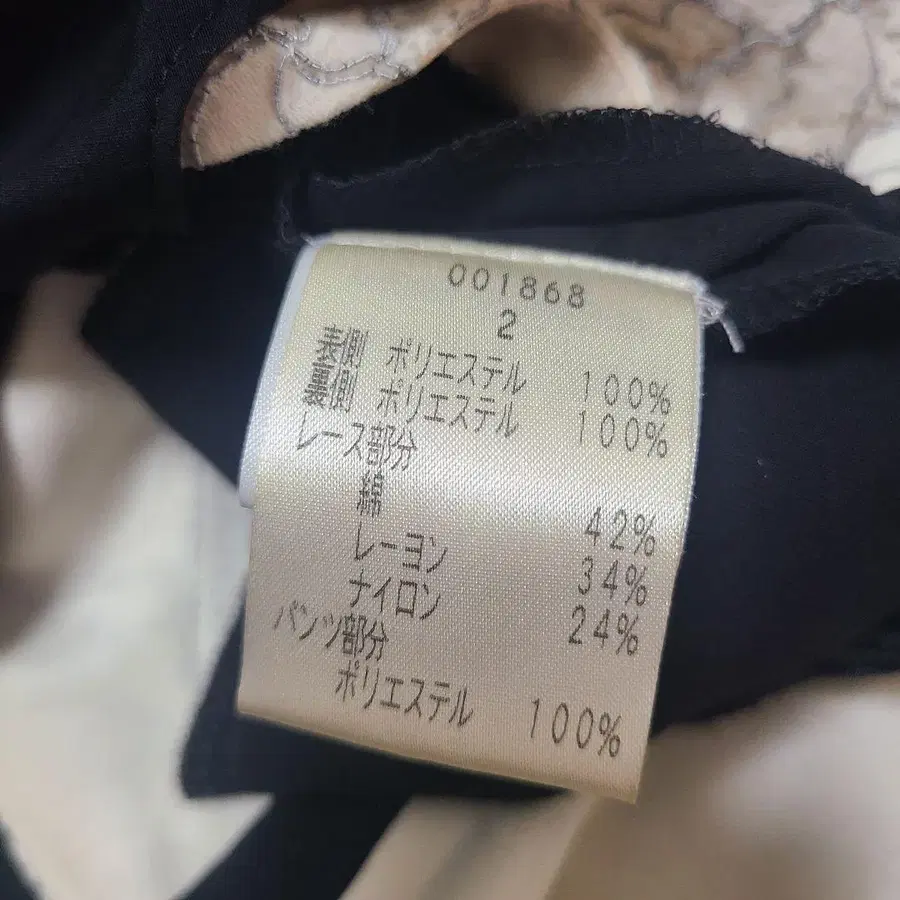 001868
2
表側 ポリエステル 100%
裏側 ポリエステル 100%
レース部分
綿 42%
レーヨン 34%
ナイロン 24%
パンツ部分
ポリエステル 100%